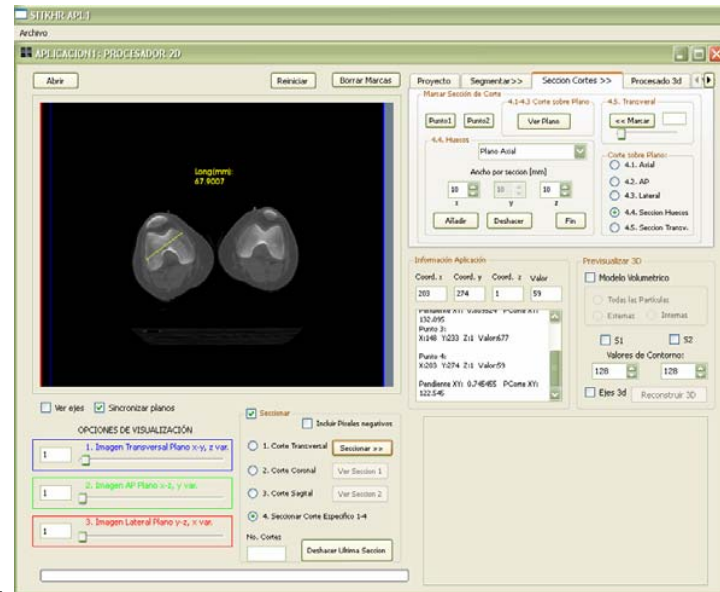 STIKHR APL1
Archivo
APLICACION1: PROCESADOR 2D
Abrir
Reiniciar
Borrar Marcas
Long(mm):
67.9007
Proyecto
Segmentar>>
Seccion Cortes >>
Procesado 3d
Marcar Sección de Corte
4.1-4.3 Corte sobre Plano
Punto1
Punto2
Ver Plano
4.5. Transveral
<< Marcar
4.4. Huecos
Plano Axial
Ancho por seccion [mm]
10
10
10
x
y
z
Añadir
Deshacer
Fin
Corte sobre Plano:
4.1. Axial
4.2. AP
4.3. Lateral
4.4. Seccion Huecos
4.5. Seccion Transv.
Información Aplicación
Coord. x
Coord. y
Coord. z
Valor
203
274
1
59
132.095
Punto 3:
X:148 Y:233 Z:1 Valor:677
Punto 4:
X:203 Y:274 Z:1 Valor:59
Pendiente XY: 0.745455 PCorte XY:
122.545
Previsualizar 3D
Modelo Volumetrico
Todas las Partículas
Externas
Internas
S1
S2
Valores de Contorno:
128
128
Ejes 3d
Reconstruir 3D
Ver ejes
Sincronizar planos
OPCIONES DE VISUALIZACIÓN
1
1. Imagen Transversal Plano x-y, z var.
1
2. Imagen AP Plano x-z, y var.
1
3. Imagen Lateral Plano y-z, x var.
Seccionar
Incluir Pixeles negativos
1. Corte Transversal
Seccionar >>
2. Corte Coronal
Ver Seccion 1
3. Corte Sagital
Ver Seccion 2
4. Seccionar Corte Especifico 1-4
No. Cortes
Deshacer Ultima Seccion